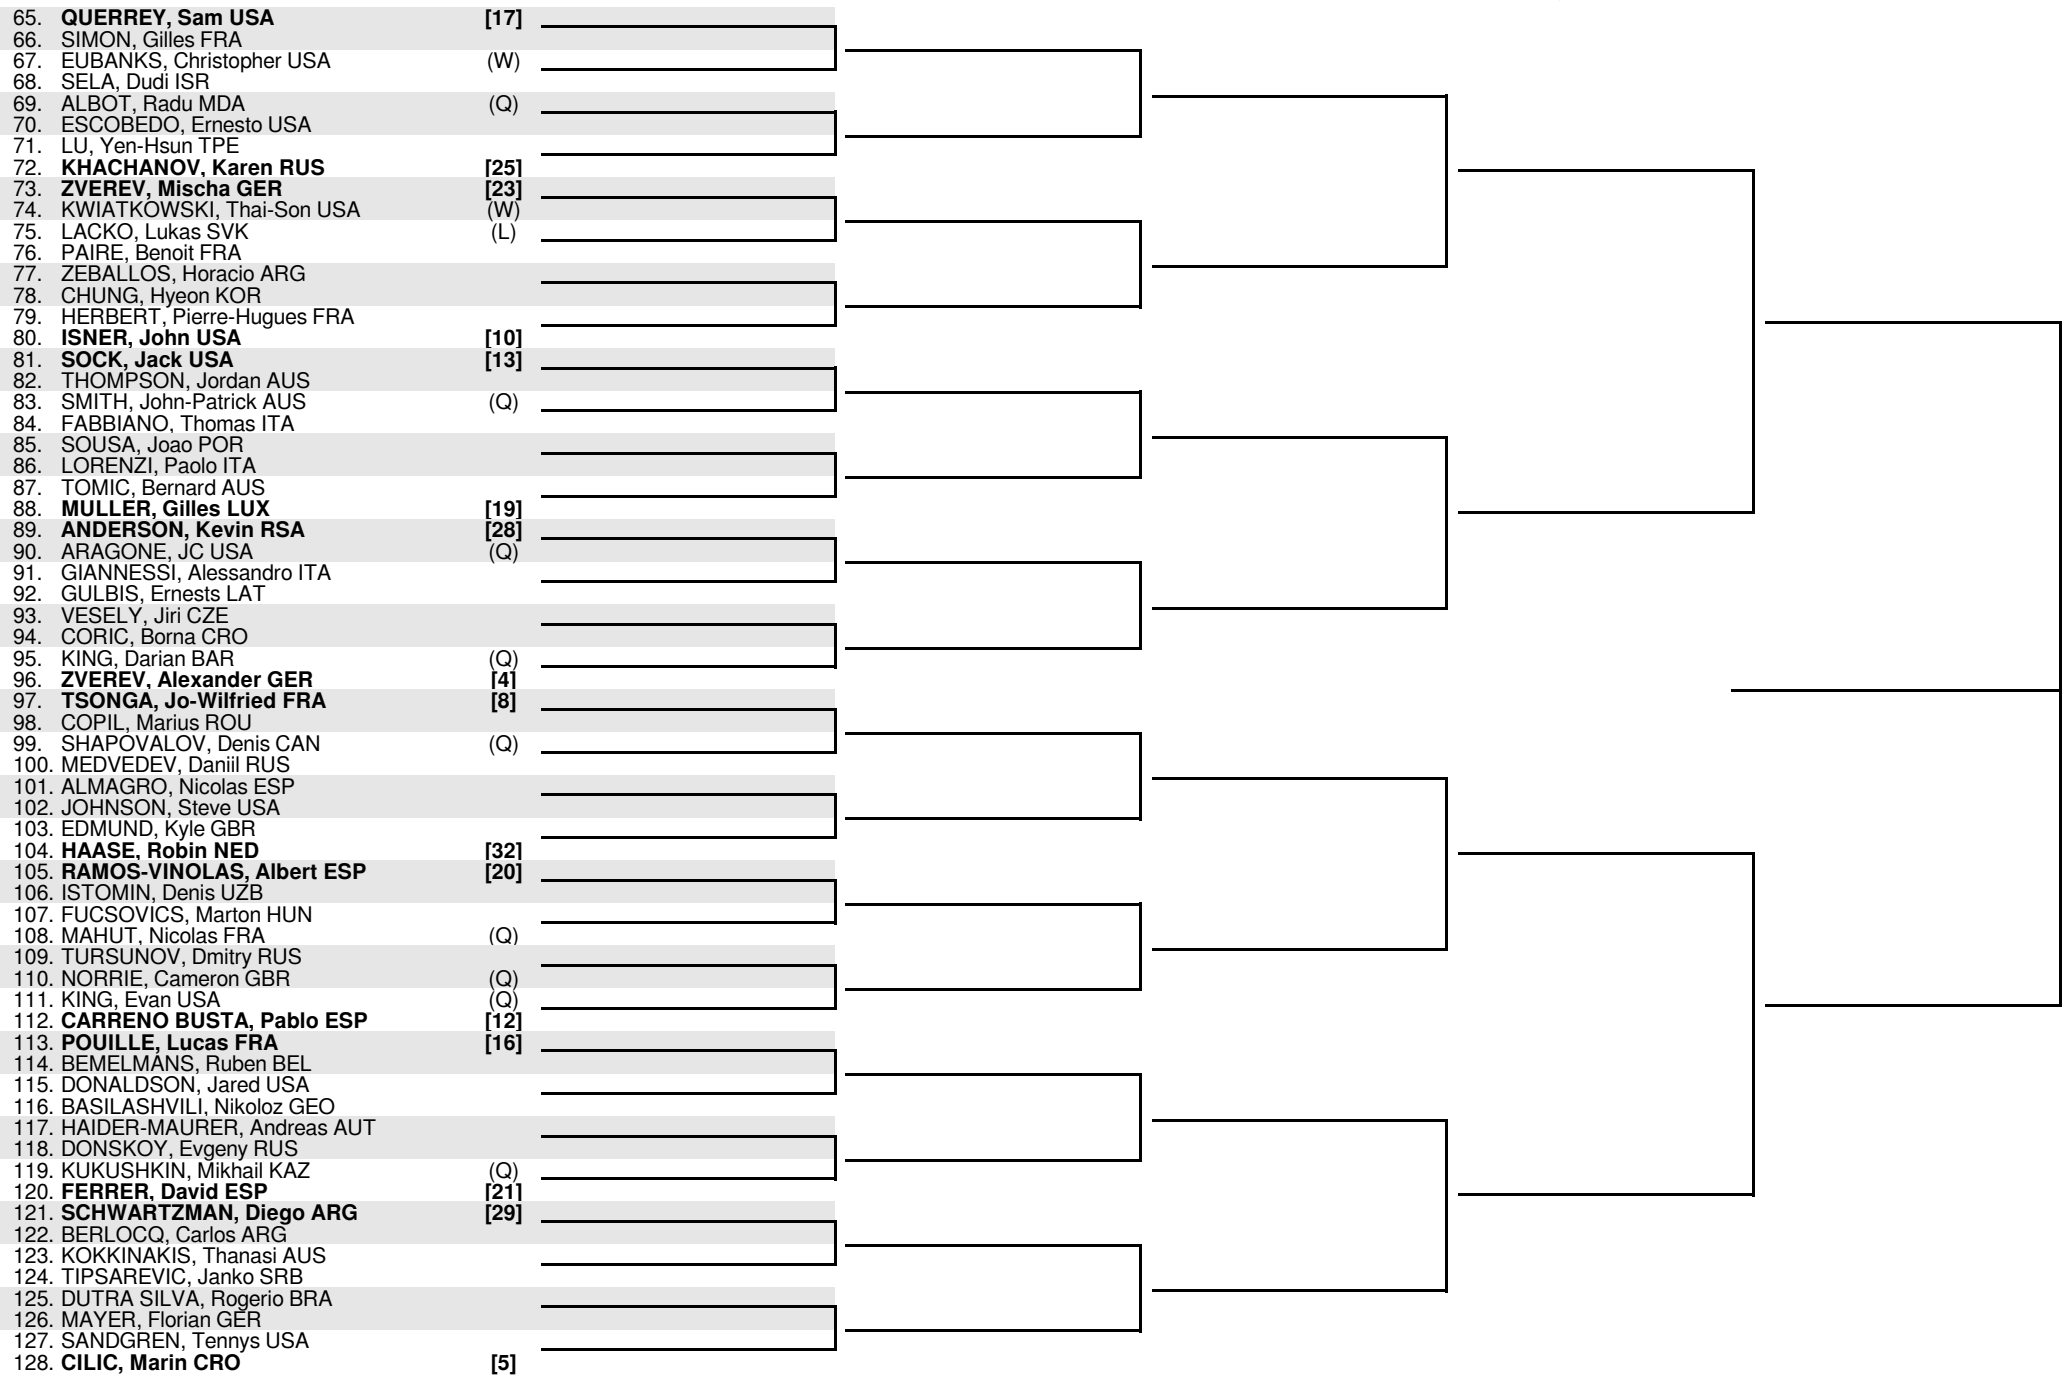 65. QUERREY, Sam USA [17]
66. SIMON, Gilles FRA
67. EUBANKS, Christopher USA (W)
68. SELA, Dudi ISR
69. ALBOT, Radu MDA (Q)
70. ESCOBEDO, Ernesto USA
71. LU, Yen-Hsun TPE
72. KHACHANOV, Karen RUS [25]
73. ZVEREV, Mischa GER [23]
74. KWIATKOWSKI, Thai-Son USA (W)
75. LACKO, Lukas SVK (L)
76. PAIRE, Benoit FRA
77. ZEBALLOS, Horacio ARG
78. CHUNG, Hyeon KOR
79. HERBERT, Pierre-Hugues FRA
80. ISNER, John USA [10]
81. SOCK, Jack USA [13]
82. THOMPSON, Jordan AUS
83. SMITH, John-Patrick AUS (Q)
84. FABBIANO, Thomas ITA
85. SOUSA, Joao POR
86. LORENZI, Paolo ITA
87. TOMIC, Bernard AUS
88. MULLER, Gilles LUX [19]
89. ANDERSON, Kevin RSA [28]
90. ARAGONE, JC USA (Q)
91. GIANNESSI, Alessandro ITA
92. GULBIS, Ernests LAT
93. VESELY, Jiri CZE
94. CORIC, Borna CRO
95. KING, Darian BAR (Q)
96. ZVEREV, Alexander GER [4]
97. TSONGA, Jo-Wilfried FRA [8]
98. COPIL, Marius ROU
99. SHAPOVALOV, Denis CAN (Q)
100. MEDVEDEV, Daniil RUS
101. ALMAGRO, Nicolas ESP
102. JOHNSON, Steve USA
103. EDMUND, Kyle GBR
104. HAASE, Robin NED [32]
105. RAMOS-VINOLAS, Albert ESP [20]
106. ISTOMIN, Denis UZB
107. FUCSOVICS, Marton HUN
108. MAHUT, Nicolas FRA (Q)
109. TURSUNOV, Dmitry RUS
110. NORRIE, Cameron GBR (Q)
111. KING, Evan USA (Q)
112. CARRENO BUSTA, Pablo ESP [12]
113. POUILLE, Lucas FRA [16]
114. BEMELMANS, Ruben BEL
115. DONALDSON, Jared USA
116. BASILASHVILI, Nikoloz GEO
117. HAIDER-MAURER, Andreas AUT
118. DONSKOY, Evgeny RUS
119. KUKUSHKIN, Mikhail KAZ (Q)
120. FERRER, David ESP [21]
121. SCHWARTZMAN, Diego ARG [29]
122. BERLOCQ, Carlos ARG
123. KOKKINAKIS, Thanasi AUS
124. TIPSAREVIC, Janko SRB
125. DUTRA SILVA, Rogerio BRA
126. MAYER, Florian GER
127. SANDGREN, Tennys USA
128. CILIC, Marin CRO [5]